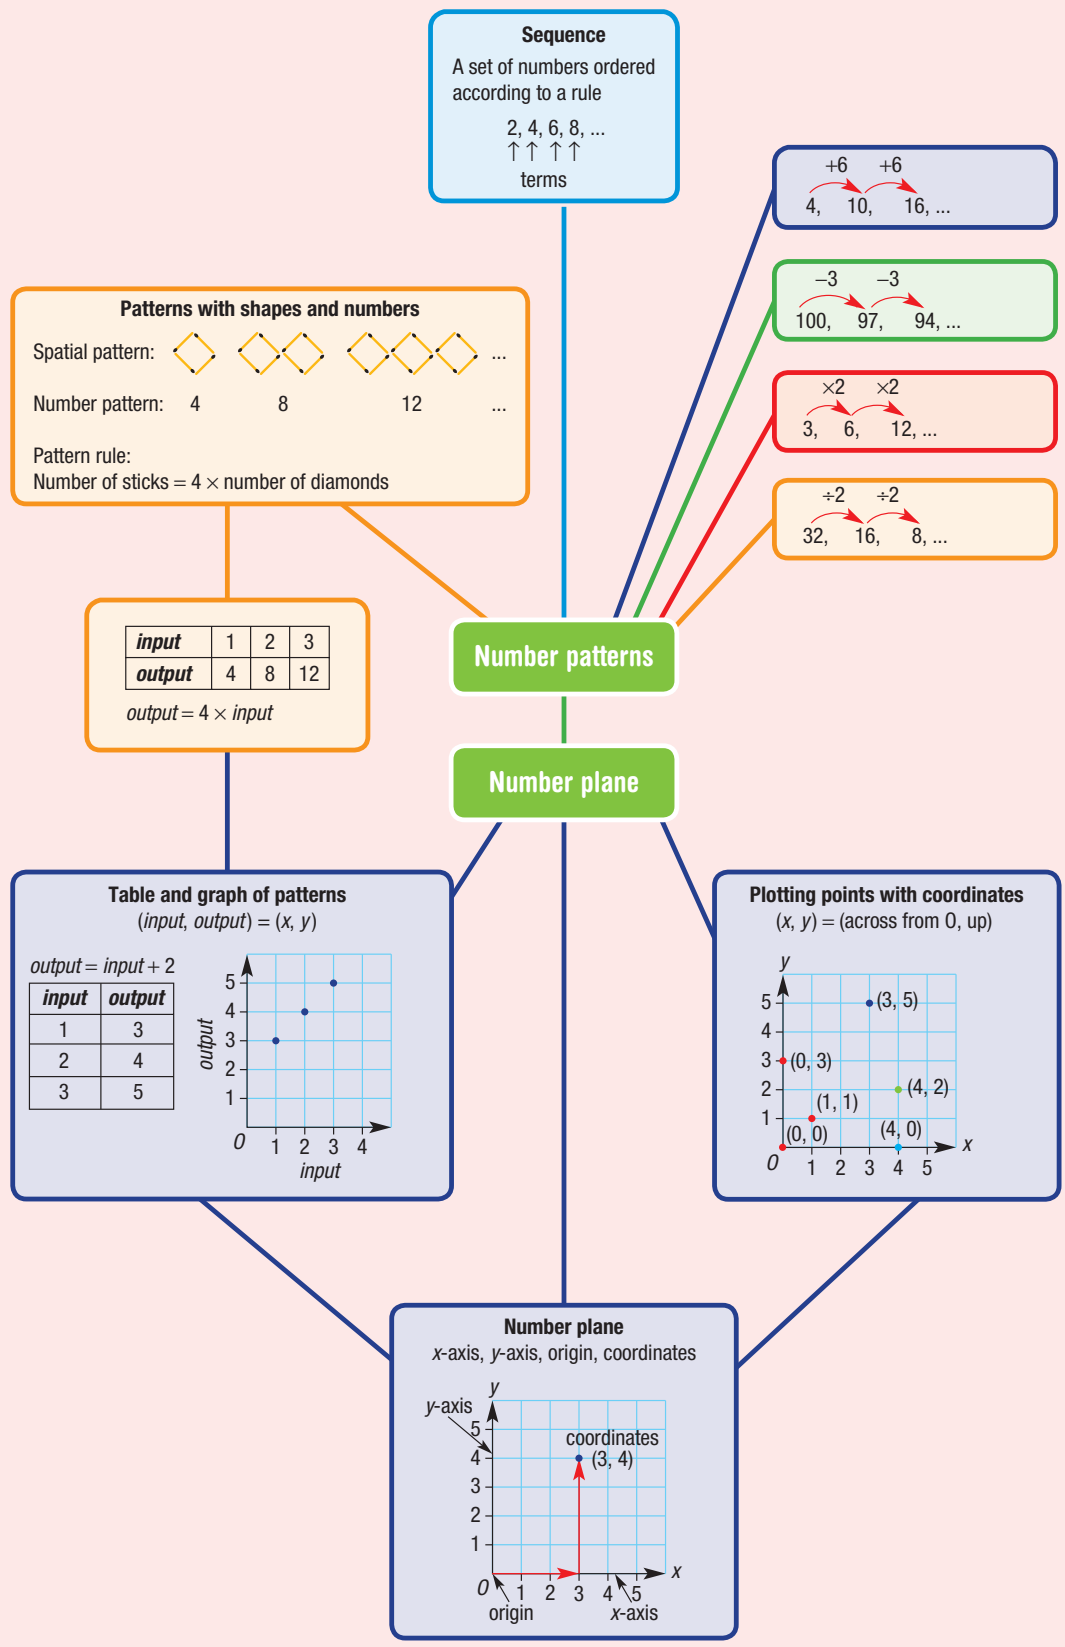 Sequence
A set of numbers ordered
according to a rule
2, 4, 6, 8, ...
↑ ↑ ↑ ↑
terms
+6 +6
4, 10, 16, ...
−3 −3
100, 97, 94, ...
×2 ×2
3, 6, 12, ...
÷2 ÷2
32, 16, 8, ...
Patterns with shapes and numbers
Spatial pattern: ...
Number pattern: 4 8 12 ...
Pattern rule:
Number of sticks = 4 × number of diamonds
input 1 2 3
output 4 8 12
output = 4 × input
Number patterns
Number plane
Table and graph of patterns
(input, output) = (x, y)
output = input + 2
input output
1 3
2 4
3 5
output
5
4
3
2
1
O 1 2 3 4
input
Plotting points with coordinates
(x, y) = (across from O, up)
y
5
4
3
2
1
(3, 5)
(0, 3)
(4, 2)
(1, 1)
(0, 0)
(4, 0)
x
O 1 2 3 4 5
Number plane
x-axis, y-axis, origin, coordinates
y
y-axis
5
4
3
2
1
coordinates
(3, 4)
x
O 1 2 3 4 5
origin
x-axis